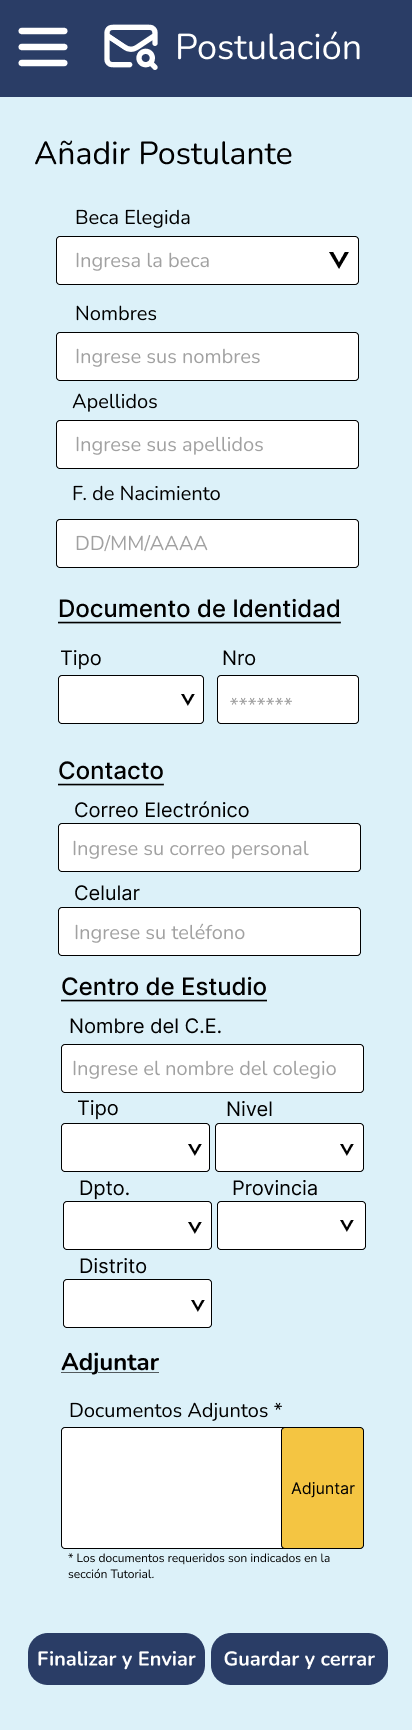 Postulación
Añadir Postulante
Beca Elegida
Ingresa la beca
Nombres
Ingrese sus nombres
Apellidos
Ingrese sus apellidos
F. de Nacimiento
DD/MM/AAAA
Documento de Identidad
Tipo Nro
*******
Contacto
Correo Electrónico
Ingrese su correo personal
Celular
Ingrese su teléfono
Centro de Estudio
Nombre del C.E.
Ingrese el nombre del colegio
Tipo Nivel
Dpto. Provincia
Distrito
Adjuntar
Documentos Adjuntos *
Adjuntar
* Los documentos requeridos son indicados en la
sección Tutorial.
Finalizar y Enviar Guardar y cerrar